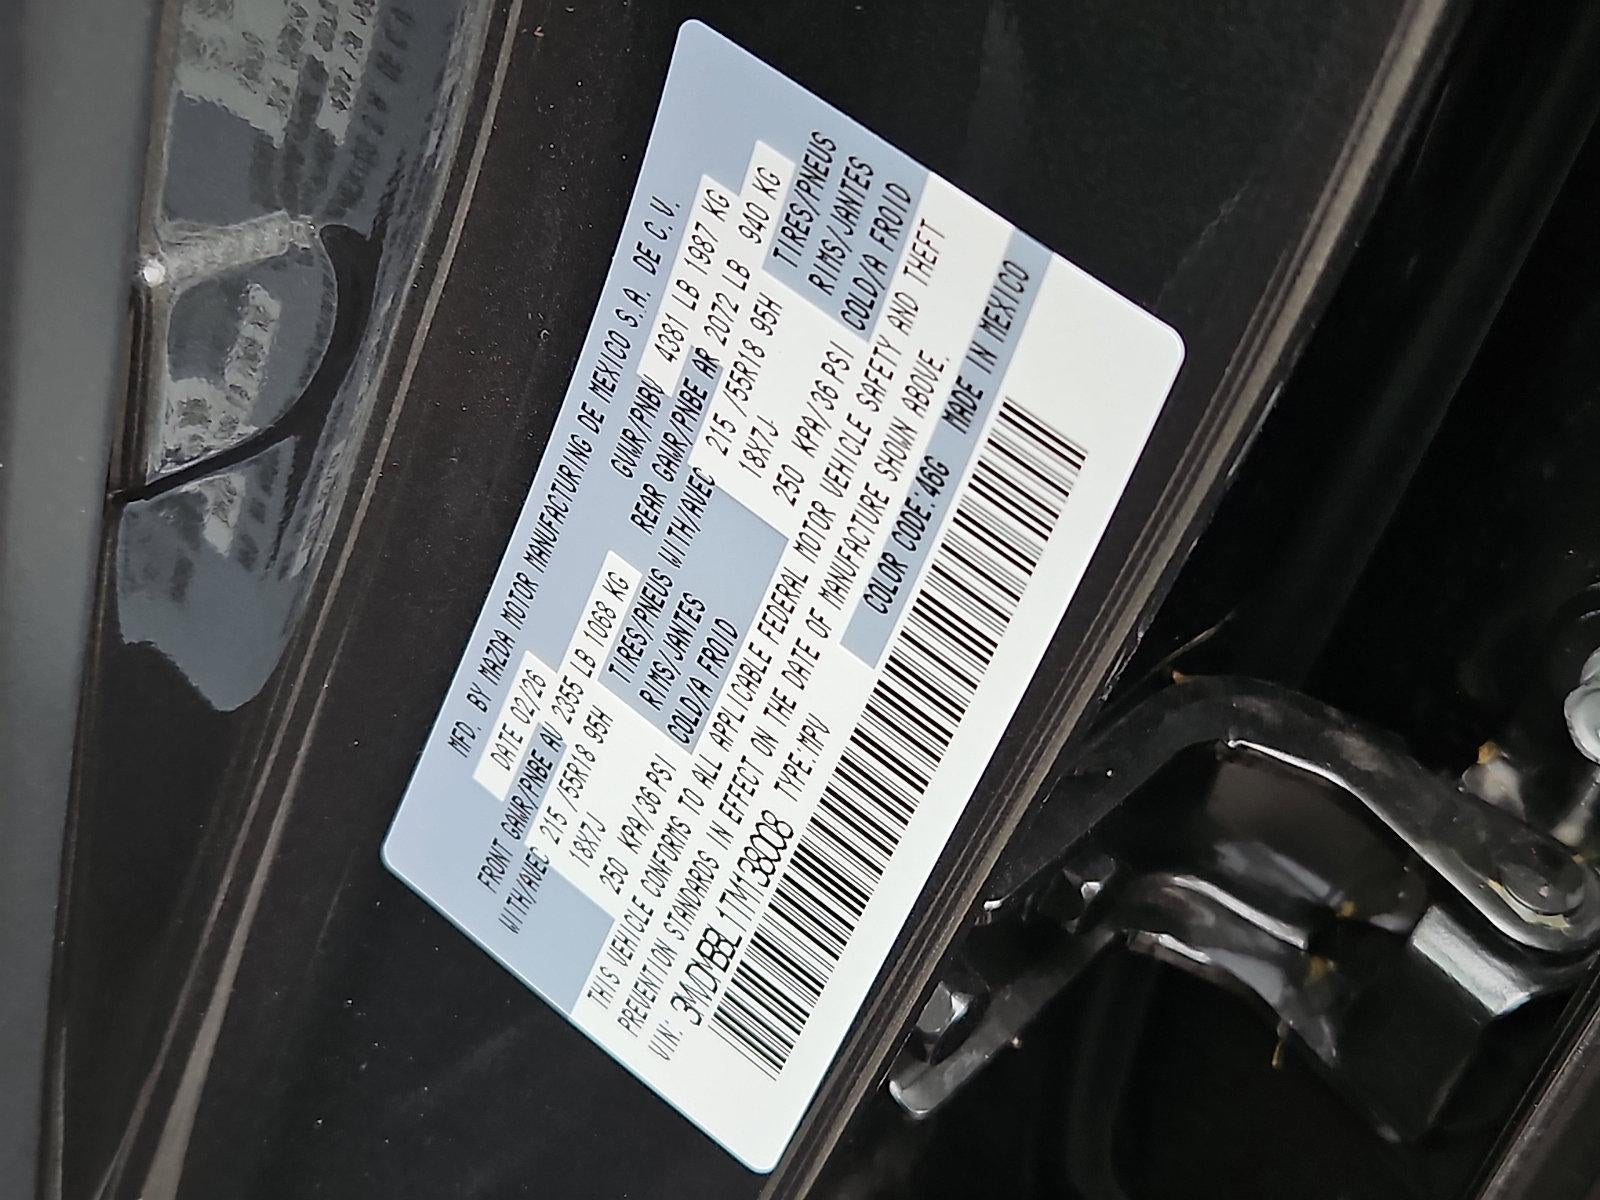 MFD. BY MAZDA MOTOR MANUFACTURING DE MEXICO S.A. DE C.V.
DATE 02/26 GVWR/PNBV 4381 LB 1987 KG
FRONT GAWR/PNBE AV 2355 LB 1068 KG REAR GAWR/PNBE AR 2072 LB 940 KG
WITH/AVEC 215 /55R18 95H TIRES/PNEUS WITH/AVEC 215 /55R18 95H TIRES/PNEUS
18X7J RIMS/JANTES 18X7J RIMS/JANTES
250 KPA/36 PSI COLD/A FROID 250 KPA/36 PSI COLD/A FROID
THIS VEHICLE CONFORMS TO ALL APPLICABLE FEDERAL MOTOR VEHICLE SAFETY AND THEFT
PREVENTION STANDARDS IN EFFECT ON THE DATE OF MANUFACTURE SHOWN ABOVE.
VIN: 3MVDMBBL1TM138008 TYPE:MPV COLOR CODE:46G MADE IN MEXICO